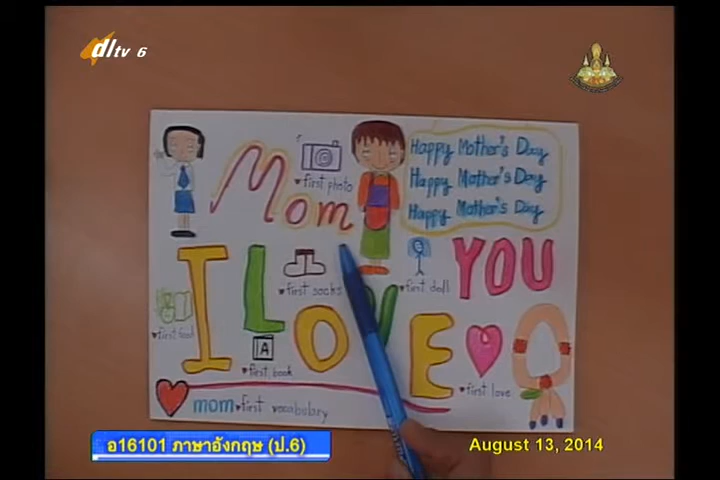 dltv 6
Mom
first photo
Happy Mother's Day
Happy Mother's Day
Happy Mother's Day
I LOVE YOU
first socks
first doll
first book
A
first love
mom first vocabulary
อ16101 ภาษาอังกฤษ (ป.6)
August 13, 2014